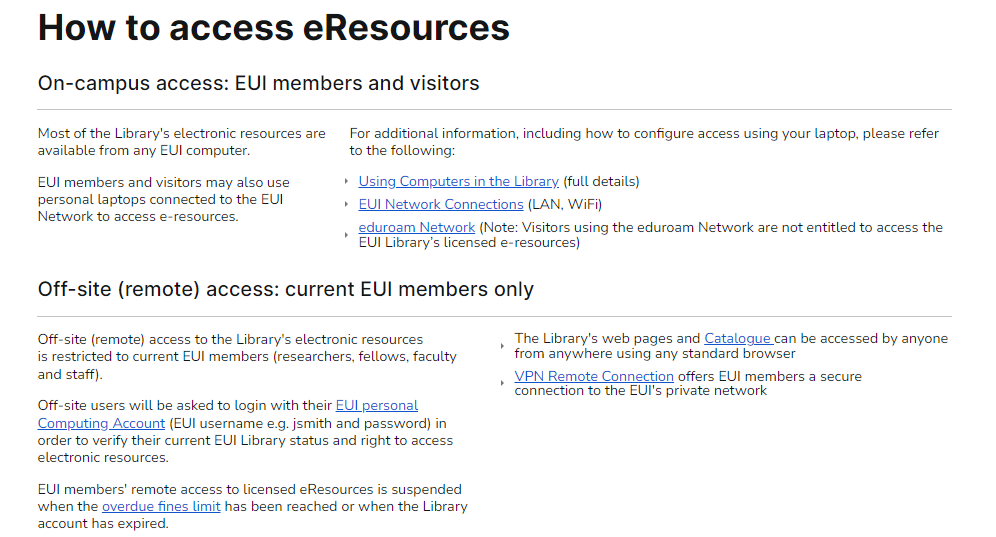 How to access eResources
On-campus access: EUI members and visitors
Most of the Library's electronic resources are
available from any EUI computer.
EUI members and visitors may also use
personal laptops connected to the EUI
Network to access e-resources.
For additional information, including how to configure access using your laptop, please refer
to the following:
Using Computers in the Library (full details)
EUI Network Connections (LAN, WiFi)
eduroam Network (Note: Visitors using the eduroam Network are not entitled to access the
EUI Library’s licensed e-resources)
Off-site (remote) access: current EUI members only
Off-site (remote) access to the Library's electronic resources
is restricted to current EUI members (researchers, fellows, faculty
and staff).
Off-site users will be asked to login with their EUI personal
Computing Account (EUI username e.g. jsmith and password) in
order to verify their current EUI Library status and right to access
electronic resources.
EUI members' remote access to licensed eResources is suspended
when the overdue fines limit has been reached or when the Library
account has expired.
The Library's web pages and Catalogue can be accessed by anyone
from anywhere using any standard browser
VPN Remote Connection offers EUI members a secure
connection to the EUI's private network